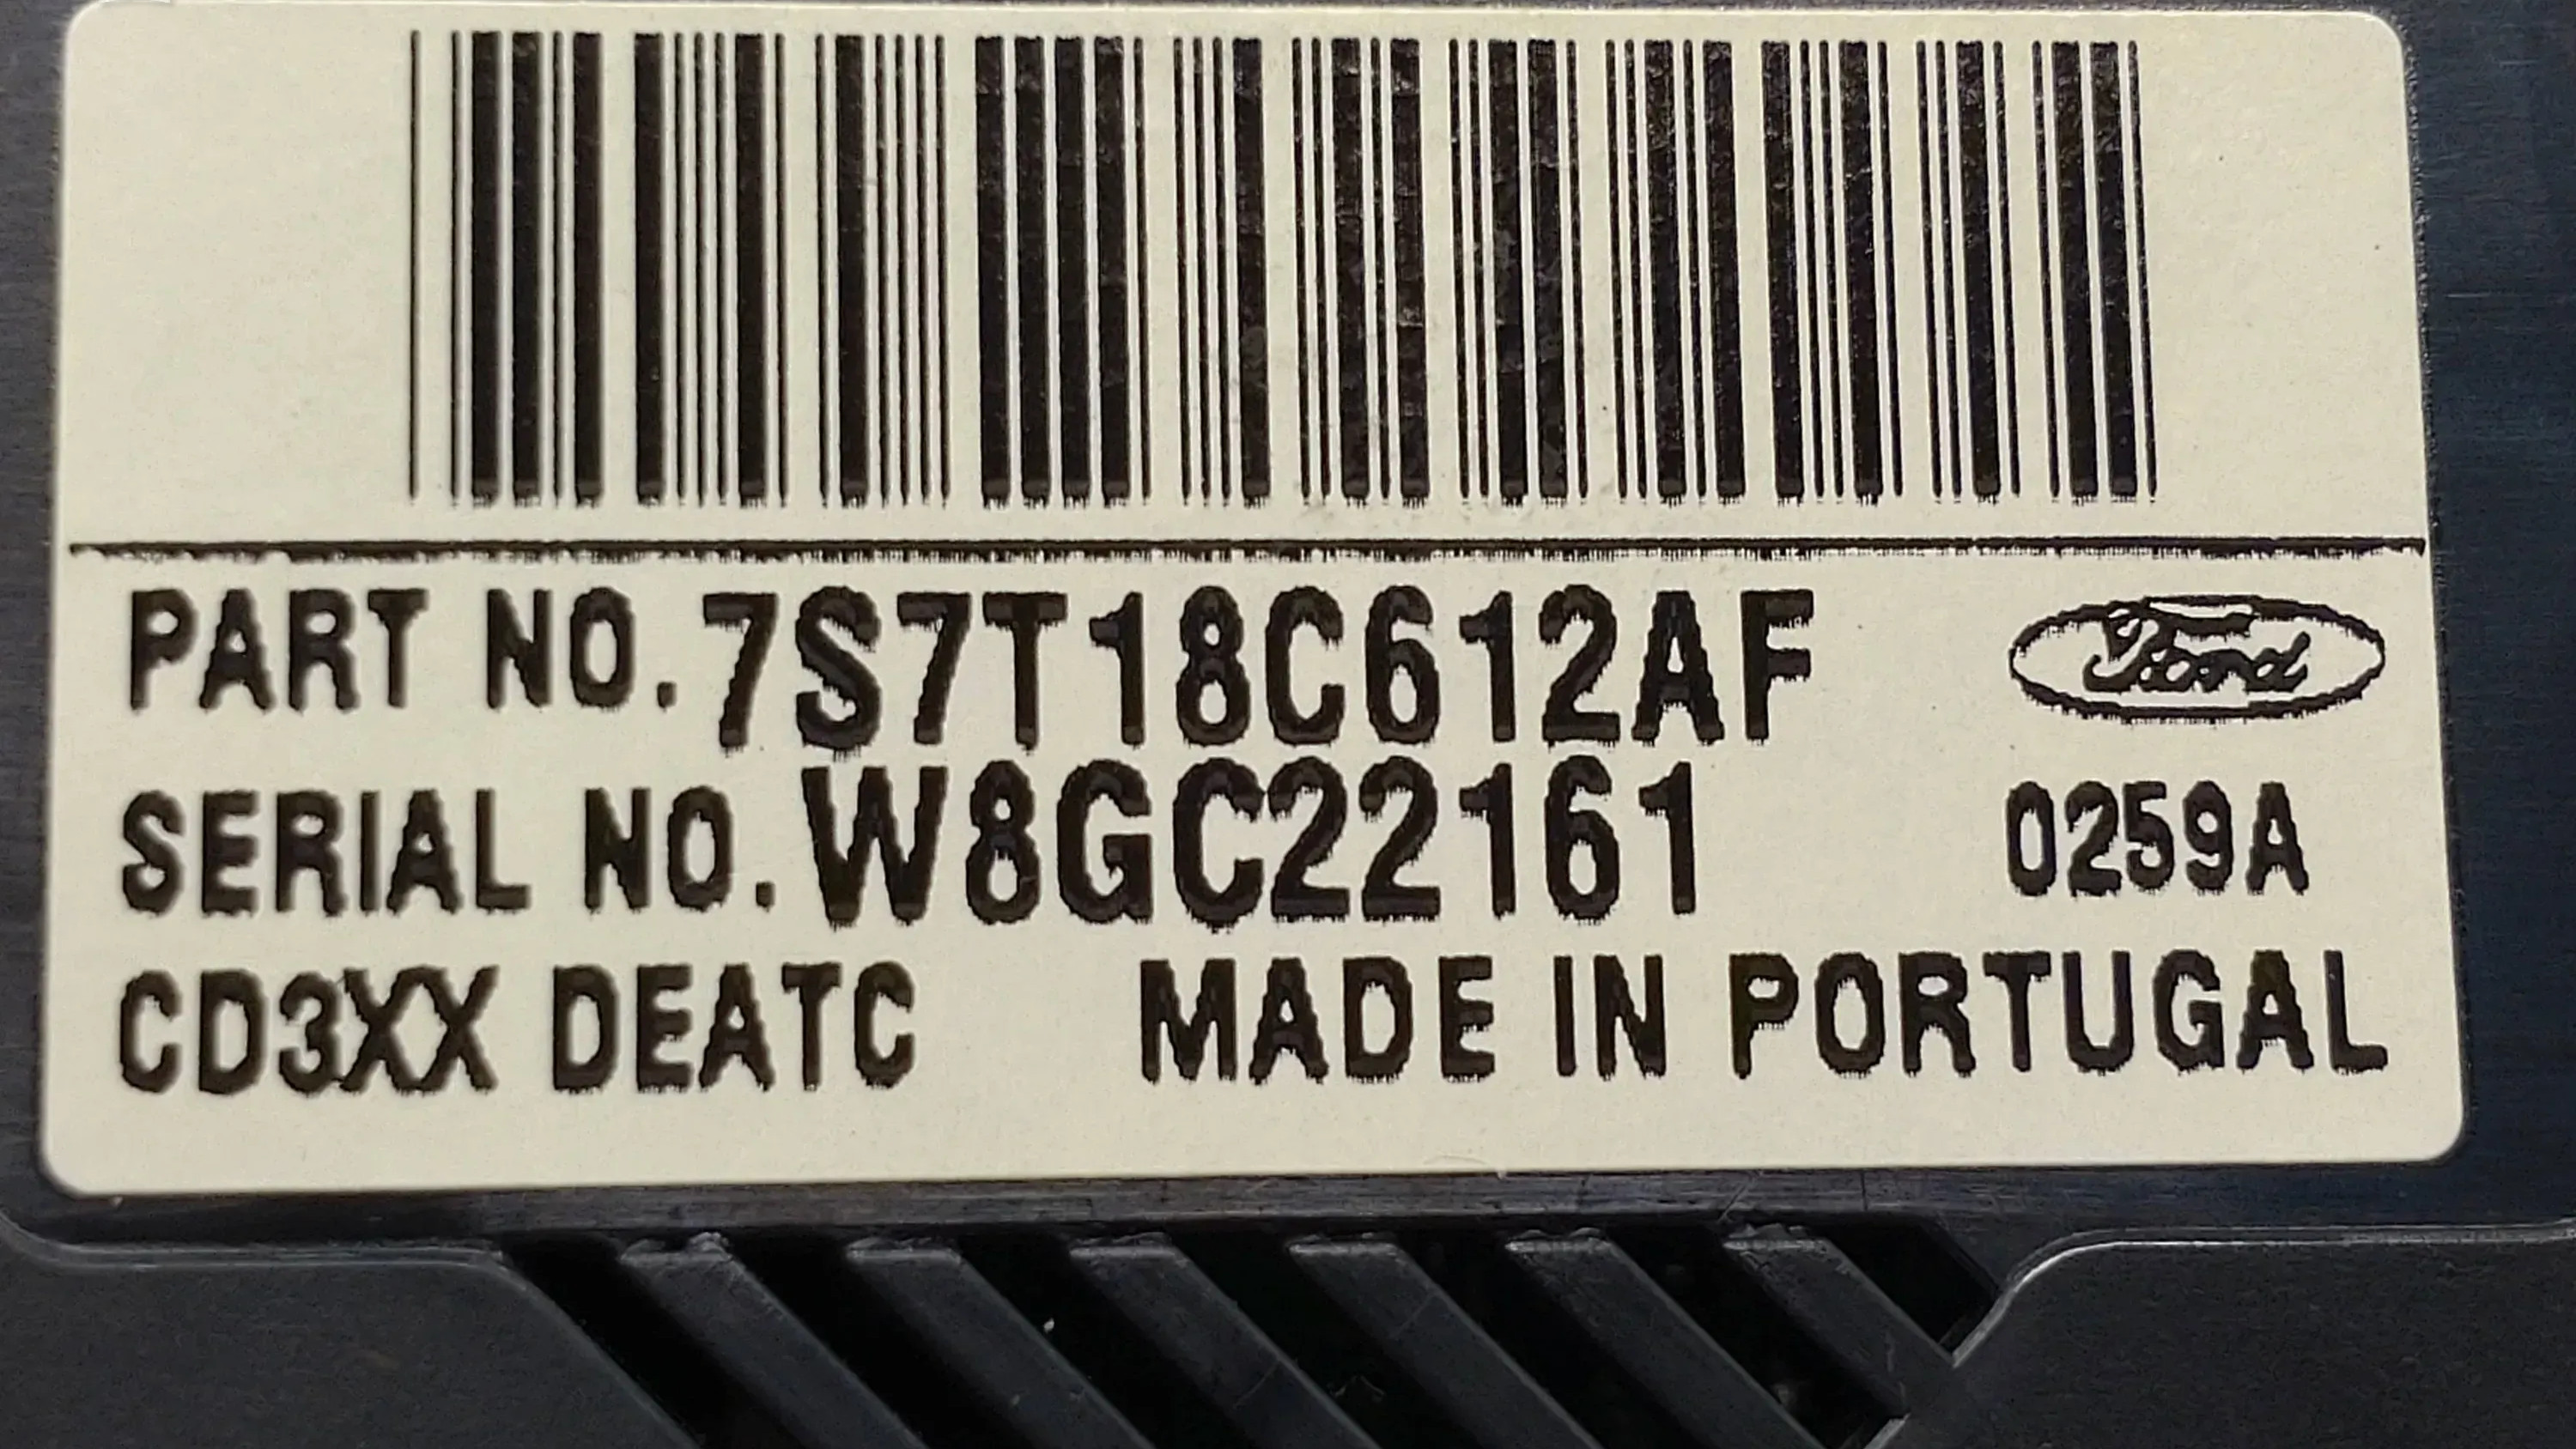 PART NO.7S7T18C612AF Ford
SERIAL NO.W8GC22161 0259A
CD3XX DEATC MADE IN PORTUGAL